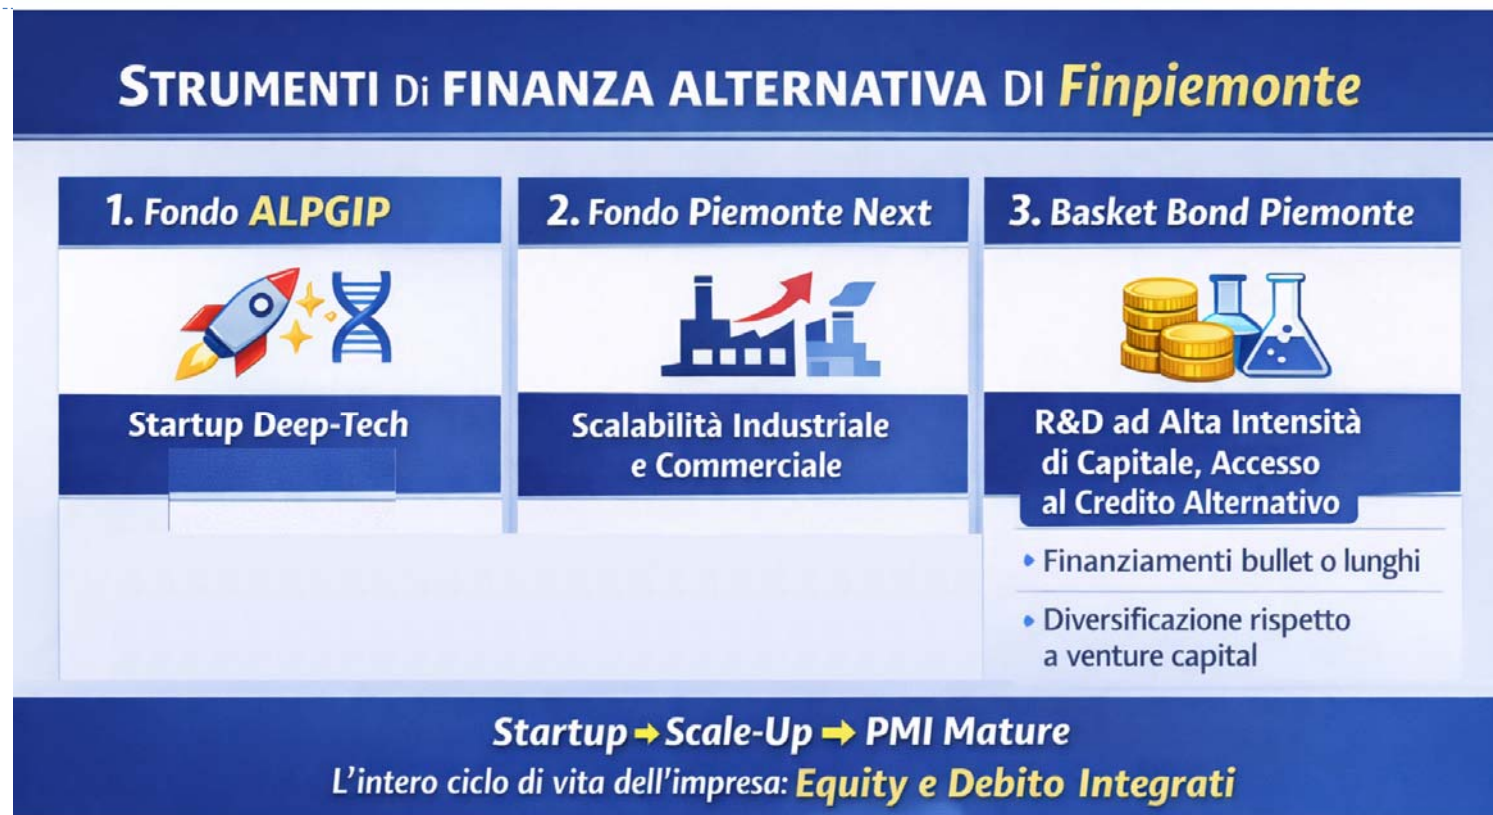 STRUMENTI Di FINANZA ALTERNATIVA DI Finpiemonte
1. Fondo ALPGIP
Startup Deep-Tech
2. Fondo Piemonte Next
Scalabilità Industriale
e Commerciale
3. Basket Bond Piemonte
R&D ad Alta Intensità
di Capitale, Accesso
al Credito Alternativo
• Finanziamenti bullet o lunghi
• Diversificazione rispetto
a venture capital
Startup → Scale-Up → PMI Mature
L'intero ciclo di vita dell'impresa: Equity e Debito Integrati